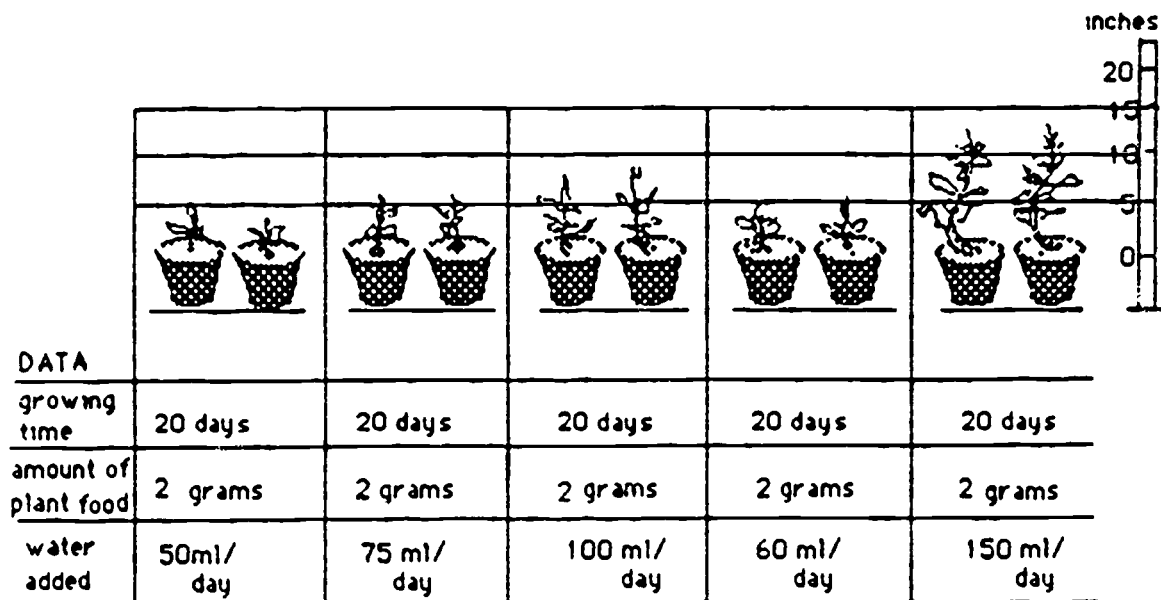 inches
20
15
10
5
0
DATA
growing
time
20 days
20 days
20 days
20 days
20 days
amount of
plant food
2 grams
2 grams
2 grams
2 grams
2 grams
water
added
50ml/
day
75 ml/
day
100 ml/
day
60 ml/
day
150 ml/
day